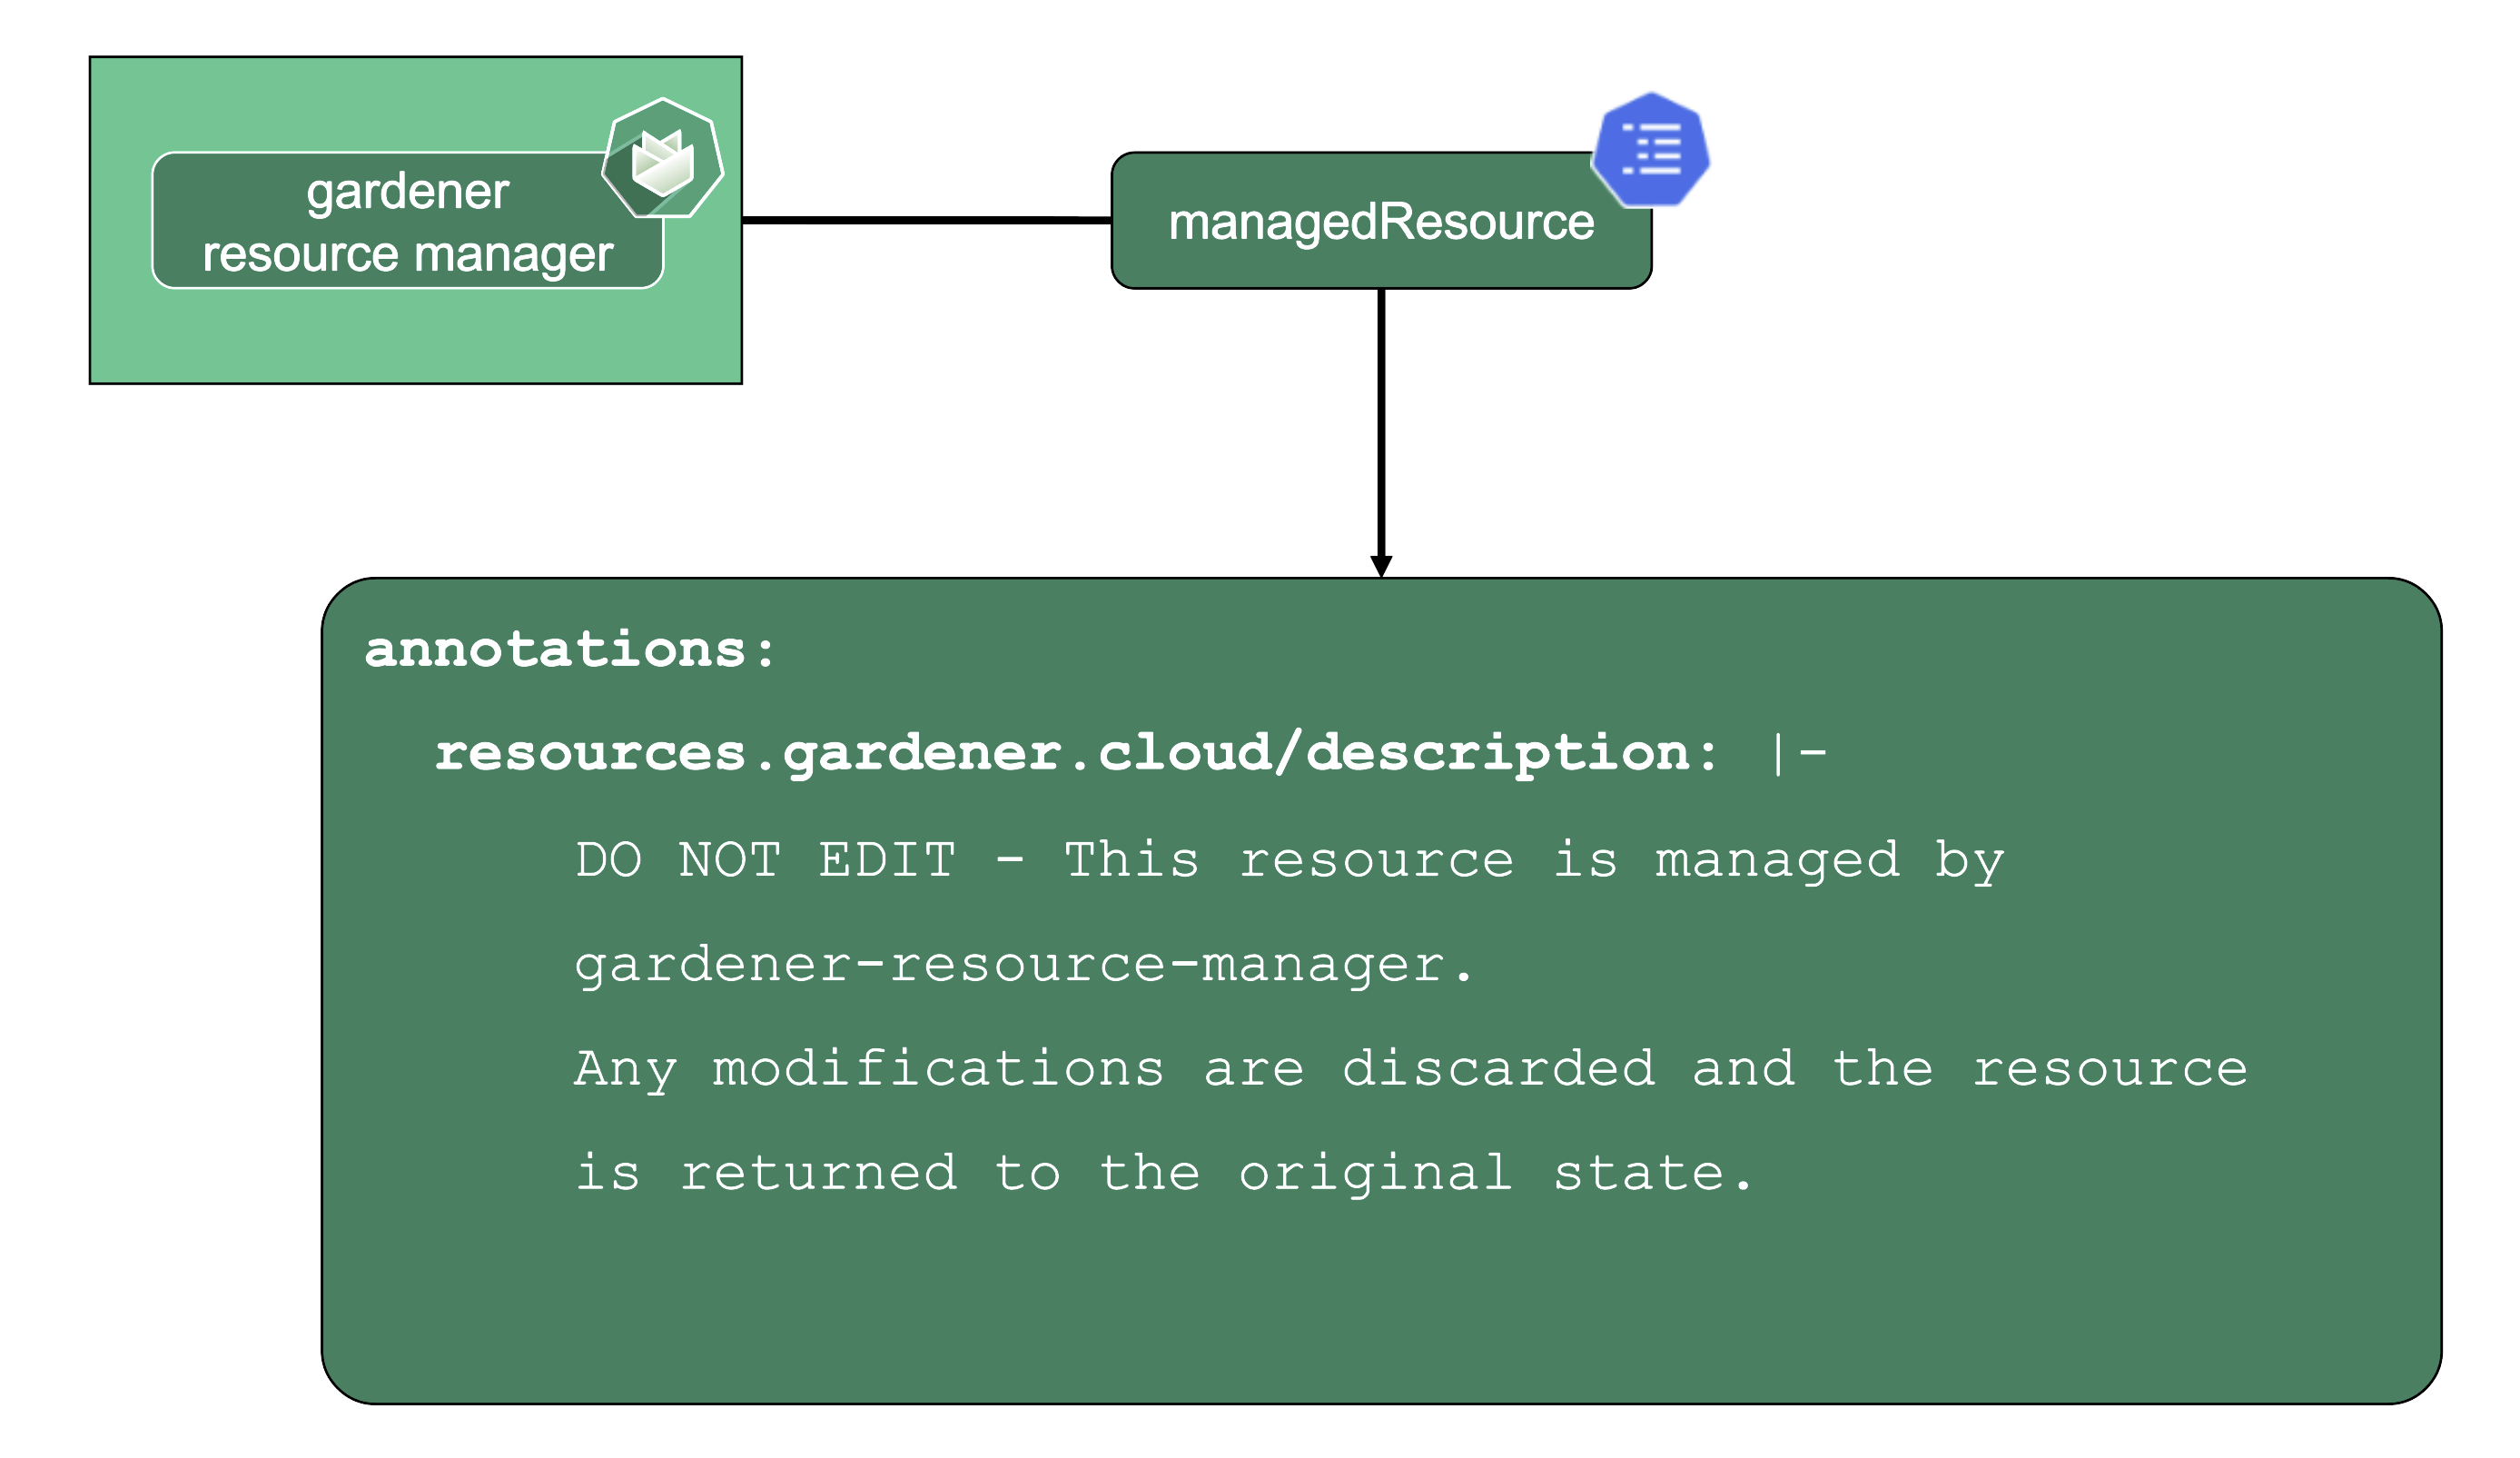 gardener
resource manager
managedResource
annotations:
resources.gardener.cloud/description: |-
DO NOT EDIT - This resource is managed by
gardener-resource-manager.
Any modifications are discarded and the resource
is returned to the original state.